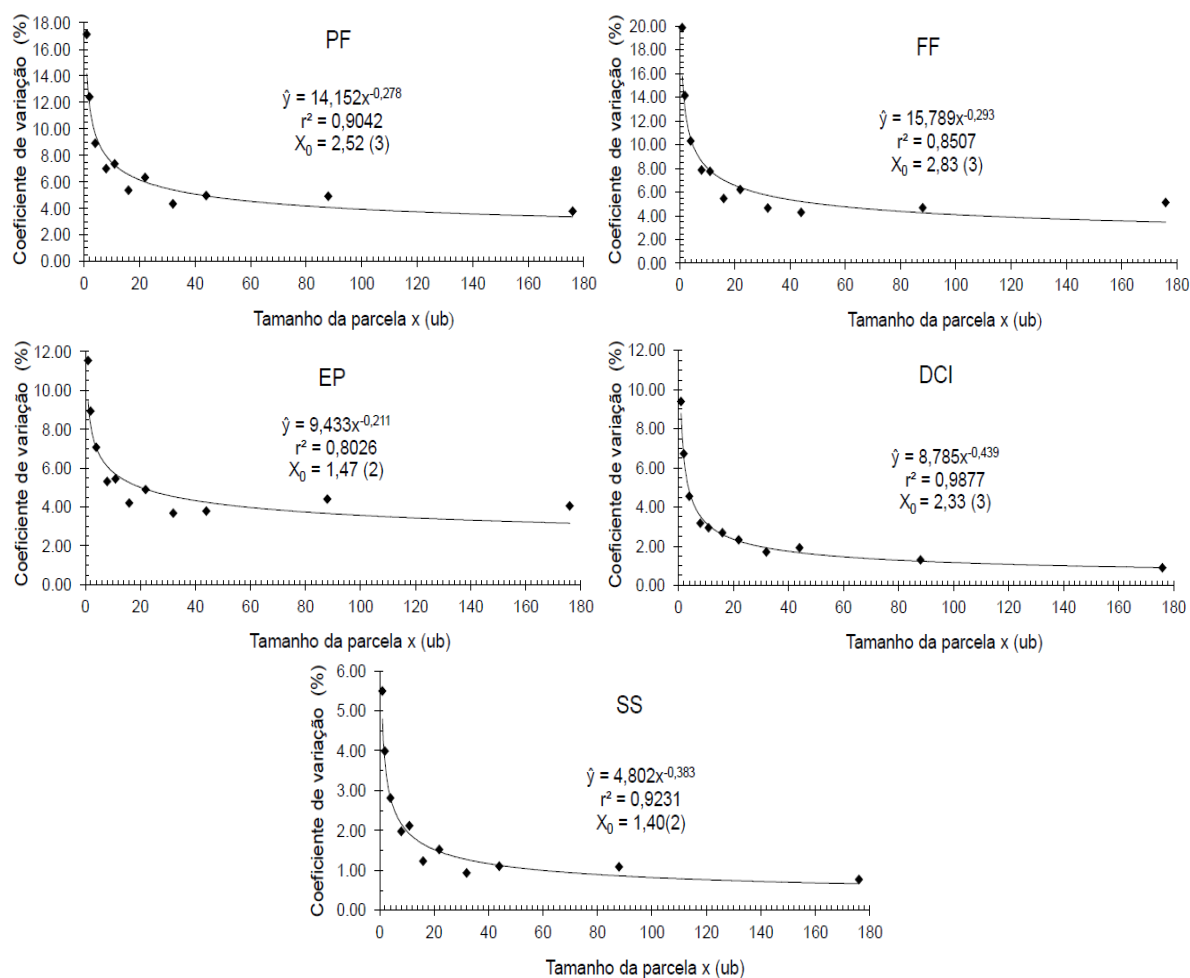 PF
ŷ = 14,152x^-0,278
r² = 0,9042
X₀ = 2,52 (3)
Coeficiente de variação (%)
18.00
16.00
14.00
12.00
10.00
8.00
6.00
4.00
2.00
0.00
0 20 40 60 80 100 120 140 160 180
Tamanho da parcela x (ub)
FF
ŷ = 15,789x^-0,293
r² = 0,8507
X₀ = 2,83 (3)
Coeficiente de variação (%)
20.00
18.00
16.00
14.00
12.00
10.00
8.00
6.00
4.00
2.00
0.00
0 20 40 60 80 100 120 140 160 180
Tamanho da parcela x (ub)
EP
ŷ = 9,433x^-0,211
r² = 0,8026
X₀ = 1,47 (2)
Coeficiente de variação (%)
12.00
10.00
8.00
6.00
4.00
2.00
0.00
0 20 40 60 80 100 120 140 160 180
Tamanho da parcela x (ub)
DCI
ŷ = 8,785x^-0,439
r² = 0,9877
X₀ = 2,33 (3)
Coeficiente de variação (%)
12.00
10.00
8.00
6.00
4.00
2.00
0.00
0 20 40 60 80 100 120 140 160 180
Tamanho da parcela x (ub)
SS
ŷ = 4,802x^-0,383
r² = 0,9231
X₀ = 1,40(2)
Coeficiente de variação (%)
6.00
5.00
4.00
3.00
2.00
1.00
0.00
0 20 40 60 80 100 120 140 160 180
Tamanho da parcela x (ub)